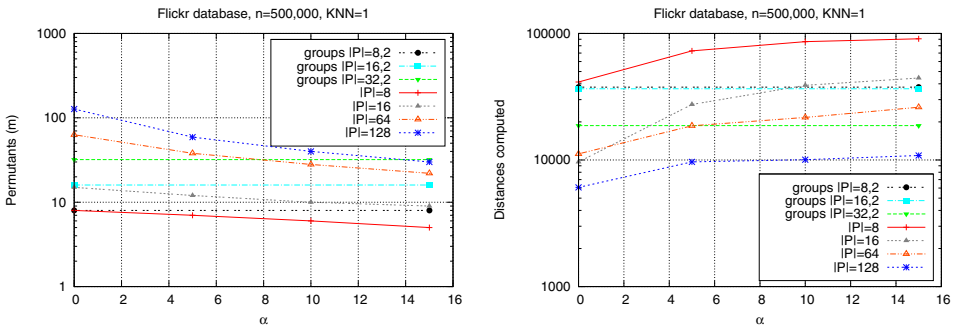 Flickr database, n=500,000, KNN=1
1000
100
10
1
Permutants (m)
groups |P|=8,2
groups |P|=16,2
groups |P|=32,2
|P|=8
|P|=16
|P|=64
|P|=128
0 2 4 6 8 10 12 14 16
α
Flickr database, n=500,000, KNN=1
100000
10000
1000
Distances computed
groups |P|=8,2
groups |P|=16,2
groups |P|=32,2
|P|=8
|P|=16
|P|=64
|P|=128
0 2 4 6 8 10 12 14 16
α